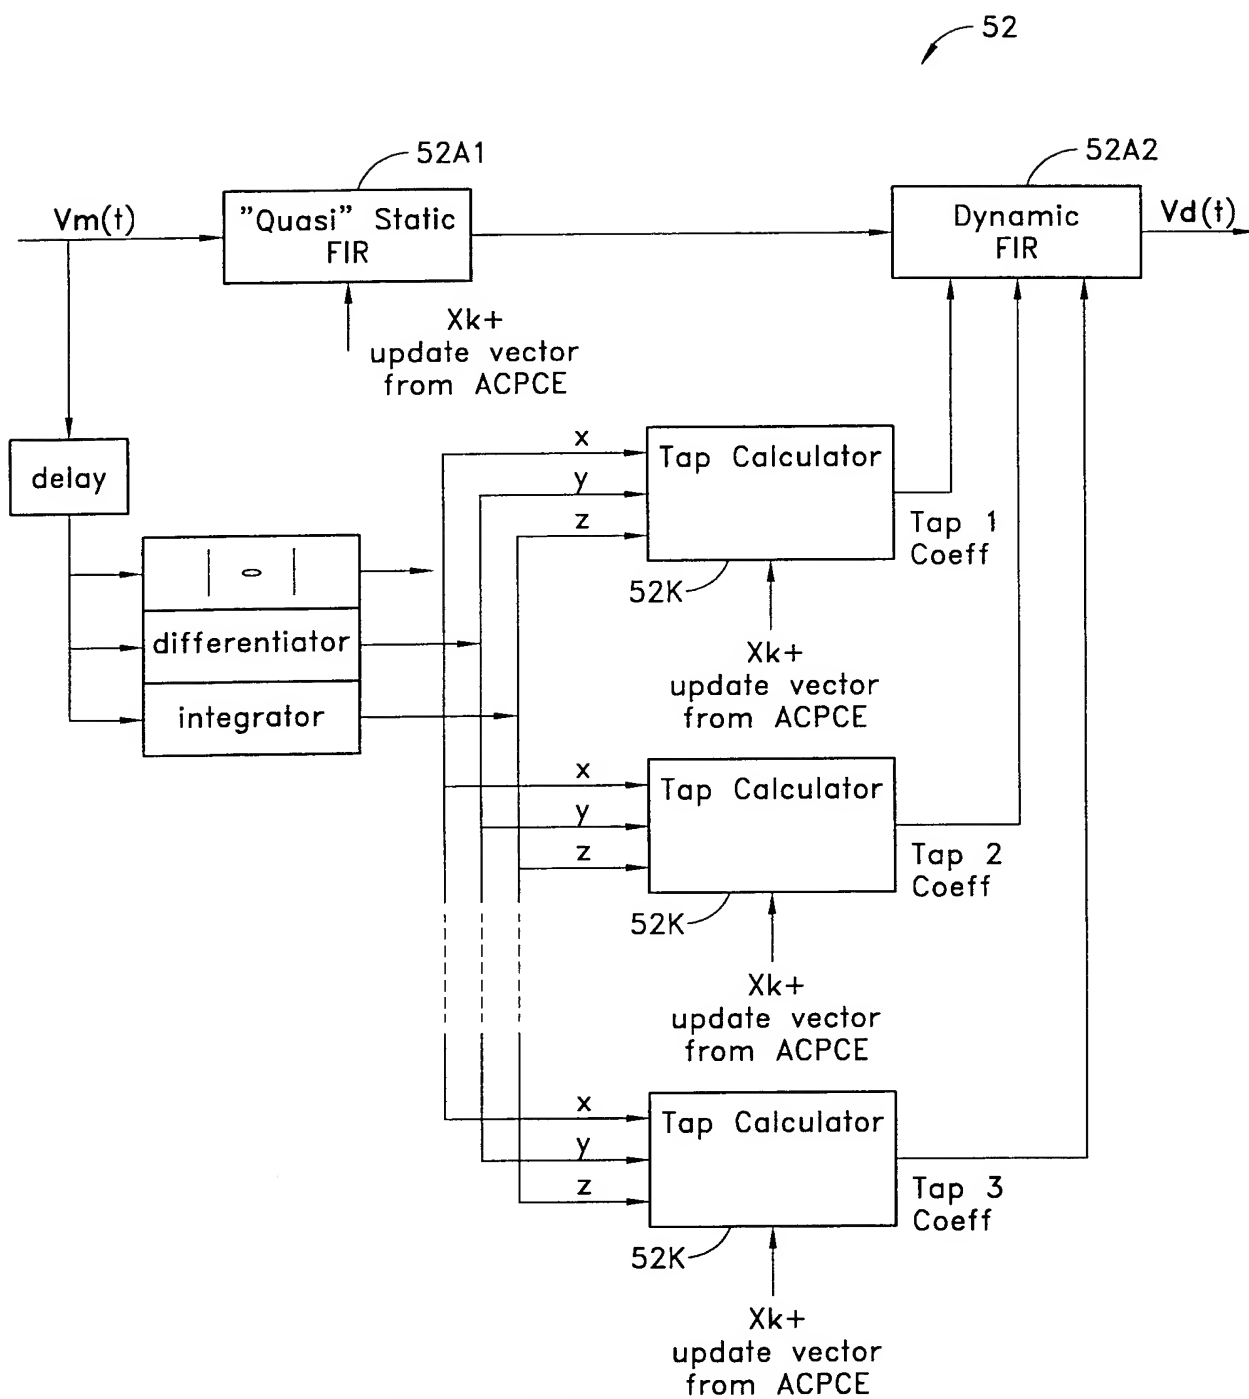 52
52A1
52A2
Vm(t)
"Quasi" Static
FIR
Dynamic
FIR
Vd(t)
Xk+
update vector
from ACPCE
delay
| o |
differentiator
integrator
x
y
z
Tap Calculator
Tap 1
Coeff
52K
Xk+
update vector
from ACPCE
x
y
z
Tap Calculator
Tap 2
Coeff
52K
Xk+
update vector
from ACPCE
x
y
z
Tap Calculator
Tap 3
Coeff
52K
Xk+
update vector
from ACPCE